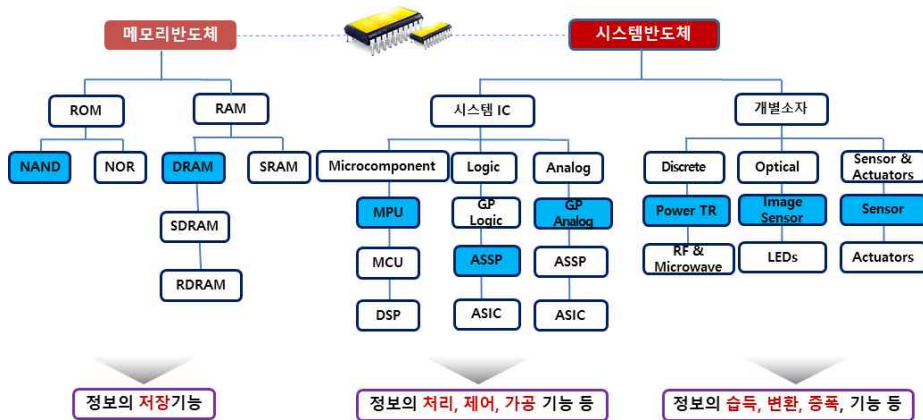 메모리반도체
시스템반도체
ROM
RAM
시스템 IC
개별소자
NAND
NOR
DRAM
SRAM
Microcomponent
Logic
Analog
Discrete
Optical
Sensor &
Actuators
SDRAM
RDRAM
MPU
MCU
DSP
GP
Logic
ASSP
ASIC
GP
Analog
ASSP
ASIC
Power TR
RF &
Microwave
Image
Sensor
LEDs
Sensor
Actuators
정보의 저장기능
정보의 처리, 제어, 가공 기능 등
정보의 습득, 변환, 증폭, 기능 등